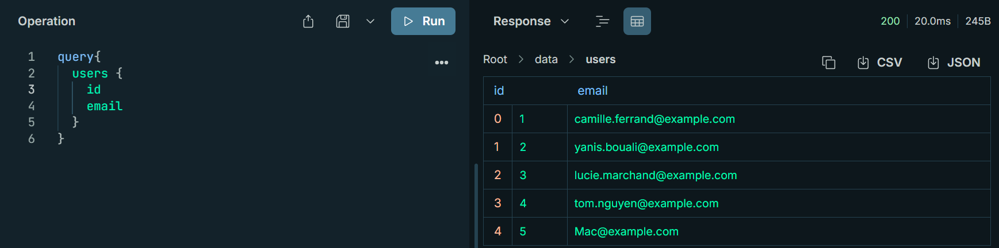 Operation
Run
1 query{
2 users {
3 id
4 email
5 }
6 }
Response
200 20.0ms 245B
Root > data > users
CSV JSON
id email
0 1 camille.ferrand@example.com
1 2 yanis.bouali@example.com
2 3 lucie.marchand@example.com
3 4 tom.nguyen@example.com
4 5 Mac@example.com